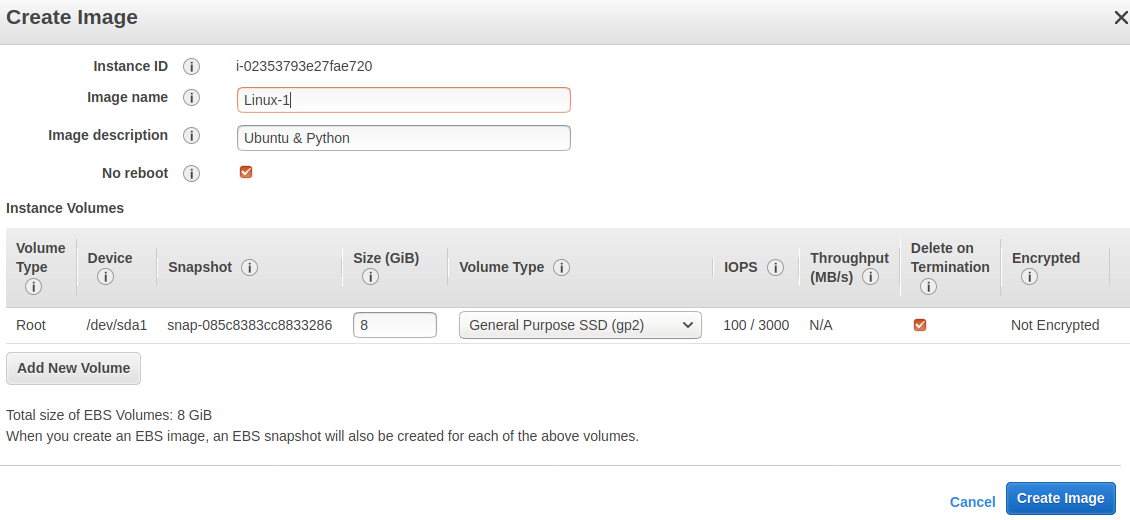 Create Image
Instance ID i-02353793e27fae720
Image name Linux-1
Image description Ubuntu & Python
No reboot
Instance Volumes
Volume Type Device Snapshot Size (GiB) Volume Type IOPS Throughput (MB/s) Delete on Termination Encrypted
Root /dev/sda1 snap-085c8383cc8833286 8 General Purpose SSD (gp2) 100 / 3000 N/A Not Encrypted
Add New Volume
Total size of EBS Volumes: 8 GiB
When you create an EBS image, an EBS snapshot will also be created for each of the above volumes.
Cancel Create Image